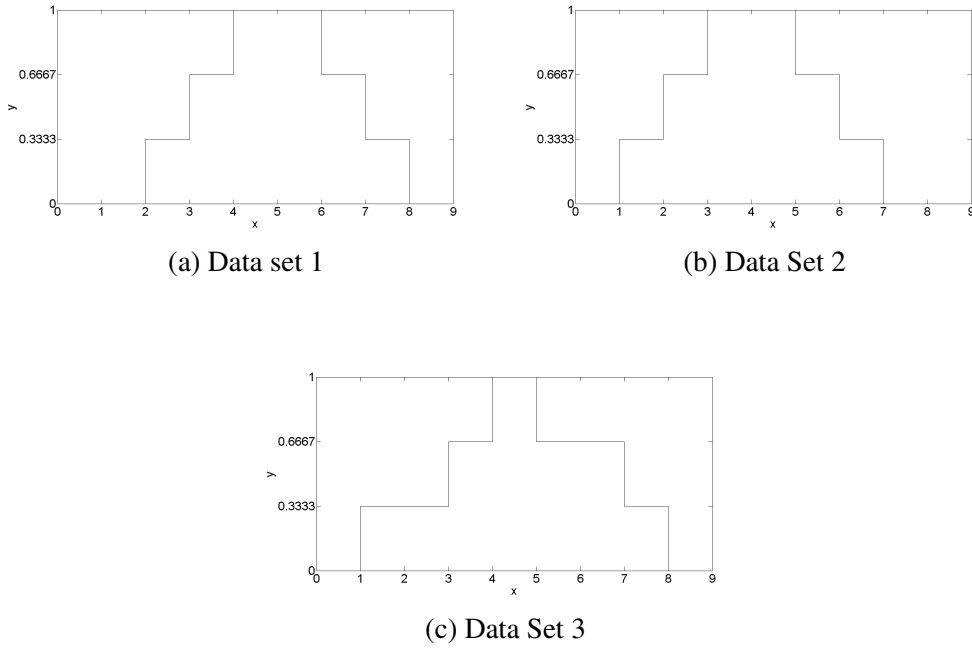 1
0.6667
y
0.3333
0
0 1 2 3 4 5 6 7 8 9
x
(a) Data set 1
1
0.6667
y
0.3333
0
0 1 2 3 4 5 6 7 8 9
x
(b) Data Set 2
1
0.6667
y
0.3333
0
0 1 2 3 4 5 6 7 8 9
x
(c) Data Set 3